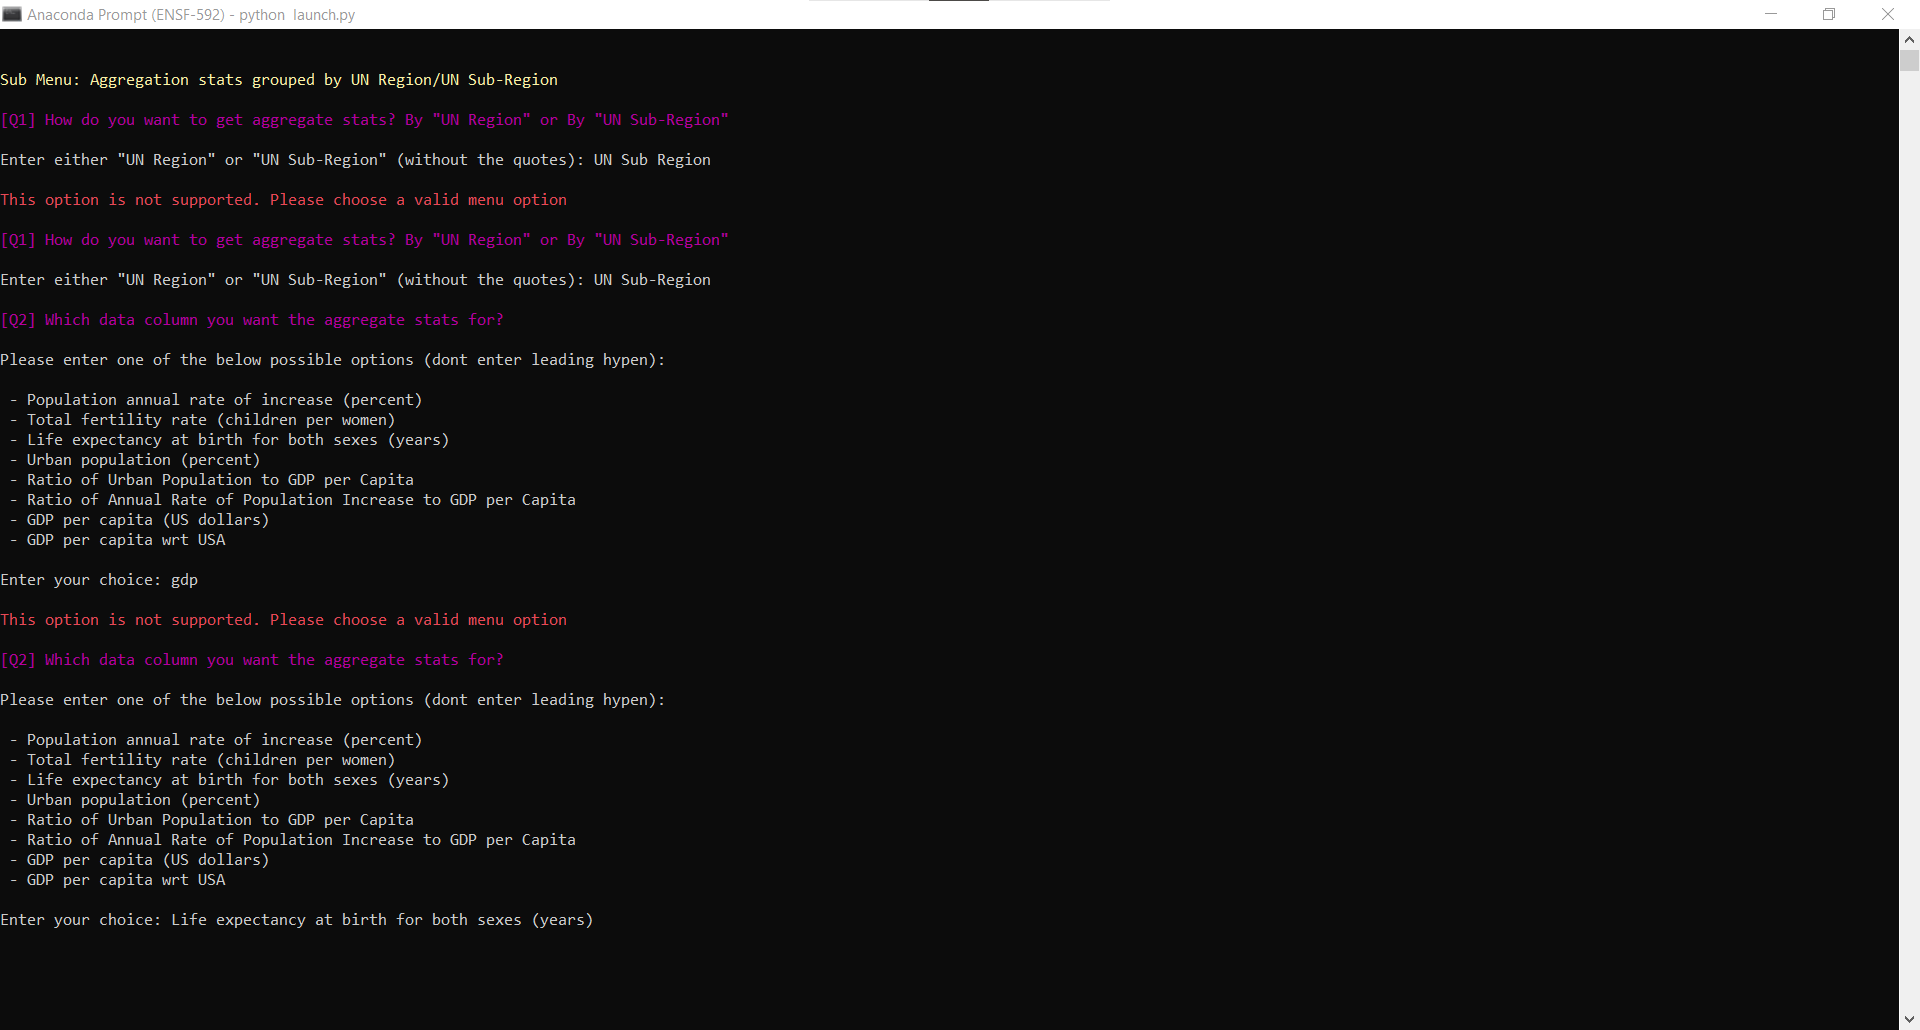 Anaconda Prompt (ENSF-592) - python  launch.py
Sub Menu: Aggregation stats grouped by UN Region/UN Sub-Region
[Q1] How do you want to get aggregate stats? By "UN Region" or By "UN Sub-Region"
Enter either "UN Region" or "UN Sub-Region" (without the quotes): UN Sub Region
This option is not supported. Please choose a valid menu option
[Q1] How do you want to get aggregate stats? By "UN Region" or By "UN Sub-Region"
Enter either "UN Region" or "UN Sub-Region" (without the quotes): UN Sub-Region
[Q2] Which data column you want the aggregate stats for?
Please enter one of the below possible options (dont enter leading hypen):
- Population annual rate of increase (percent)
- Total fertility rate (children per women)
- Life expectancy at birth for both sexes (years)
- Urban population (percent)
- Ratio of Urban Population to GDP per Capita
- Ratio of Annual Rate of Population Increase to GDP per Capita
- GDP per capita (US dollars)
- GDP per capita wrt USA
Enter your choice: gdp
This option is not supported. Please choose a valid menu option
[Q2] Which data column you want the aggregate stats for?
Please enter one of the below possible options (dont enter leading hypen):
- Population annual rate of increase (percent)
- Total fertility rate (children per women)
- Life expectancy at birth for both sexes (years)
- Urban population (percent)
- Ratio of Urban Population to GDP per Capita
- Ratio of Annual Rate of Population Increase to GDP per Capita
- GDP per capita (US dollars)
- GDP per capita wrt USA
Enter your choice: Life expectancy at birth for both sexes (years)